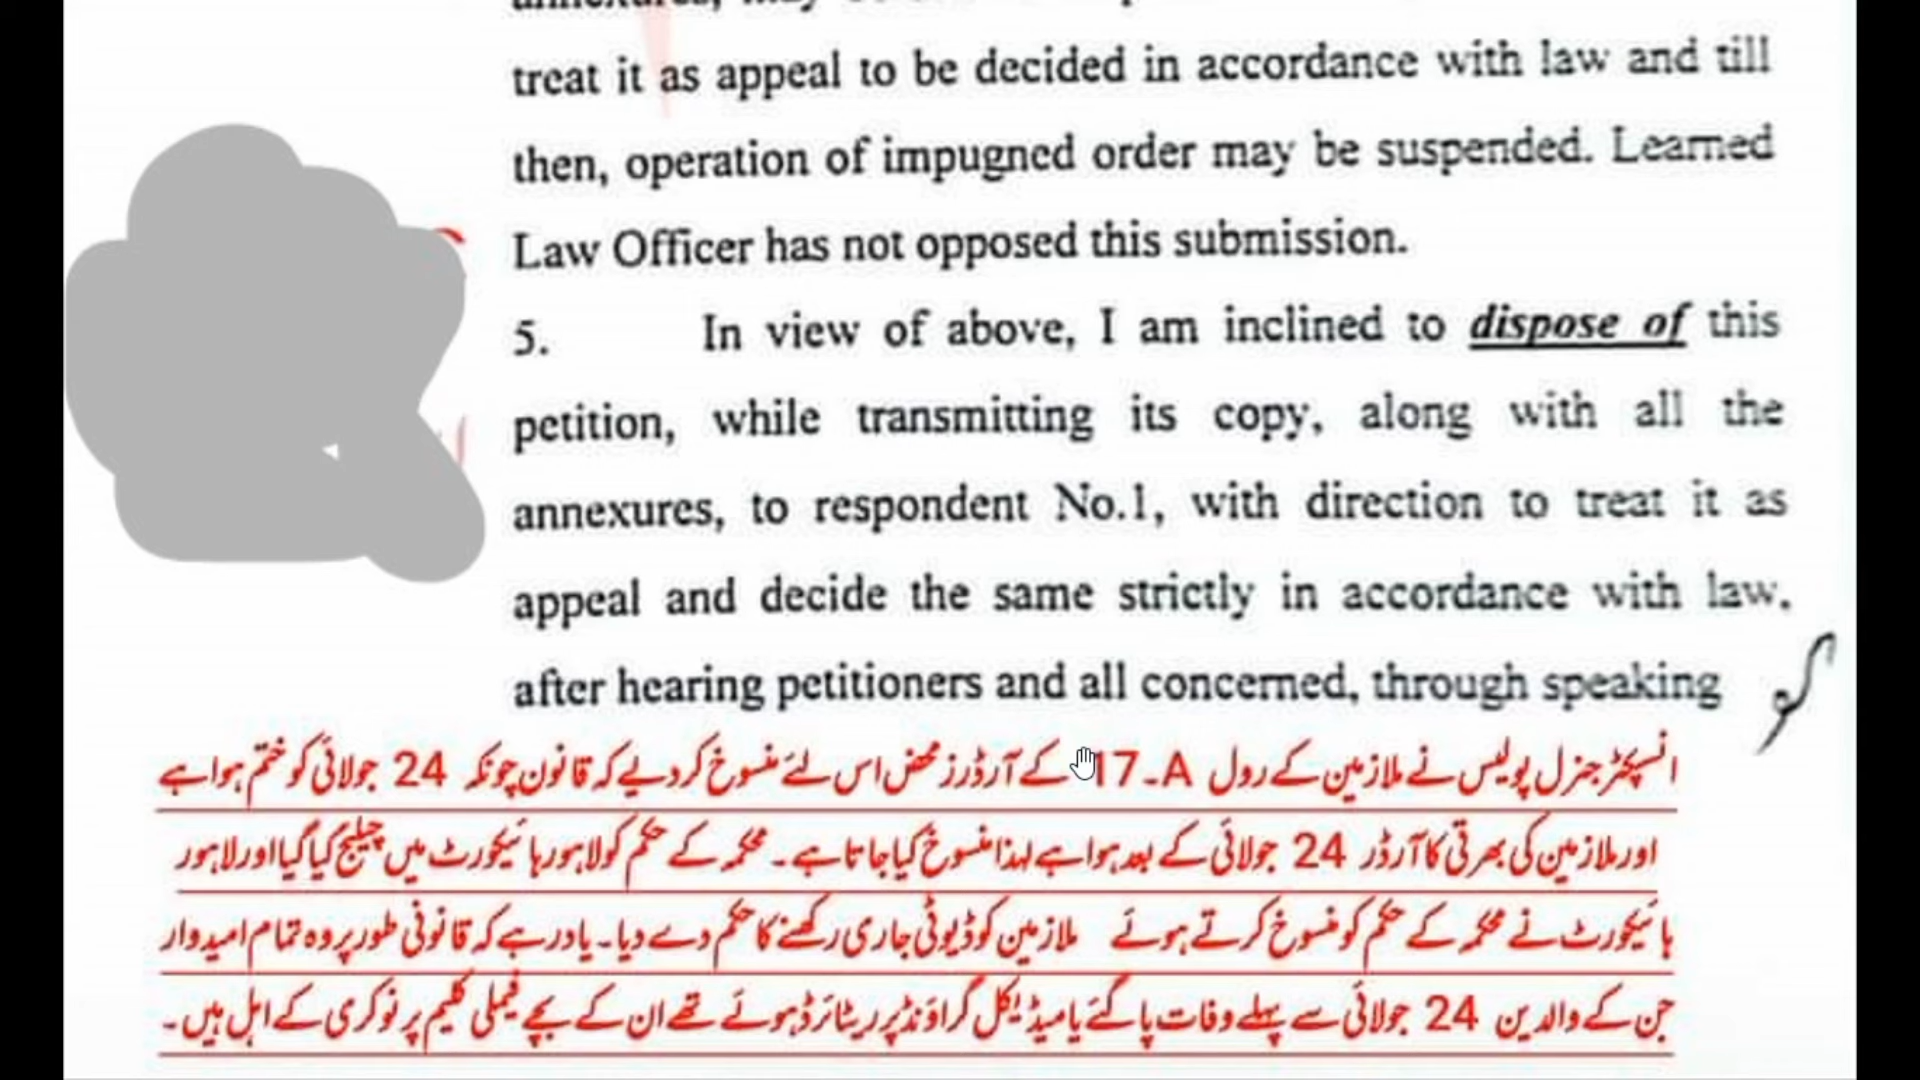 treat it as appeal to be decided in accordance with law and till
then, operation of impugned order may be suspended. Learned
Law Officer has not opposed this submission.
5. In view of above, I am inclined to dispose of this
petition, while transmitting its copy, along with all the
annexures, to respondent No.1, with direction to treat it as
appeal and decide the same strictly in accordance with law,
after hearing petitioners and all concerned, through speaking
انسپکٹر جنرل پولیس نے ملازمین کے رول 17-A کے آرڈرز محض اس لئے منسوخ کر دیے کہ قانون چونکہ 24 جولائی کو ختم ہوا ہے
اور ملازمین کی بھرتی کا آرڈر 24 جولائی کے بعد ہوا ہے لہذا منسوخ کیا جاتا ہے۔ محکمہ کے حکم کو لاہور ہائیکورٹ میں چیلنج کیا گیا اور لاہور
ہائیکورٹ نے محکمہ کے حکم کو منسوخ کرتے ہوئے ملازمین کو ڈیوٹی جاری رکھنے کا حکم دے دیا۔ یاد رہے کہ قانونی طور پر وہ تمام امیدوار
جن کے والدین 24 جولائی سے پہلے وفات پا گئے یا میڈیکل گراؤنڈ پر ریٹائرڈ ہوئے تھے ان کے بچے فیملی کلیم پر نوکری کے اہل ہیں۔